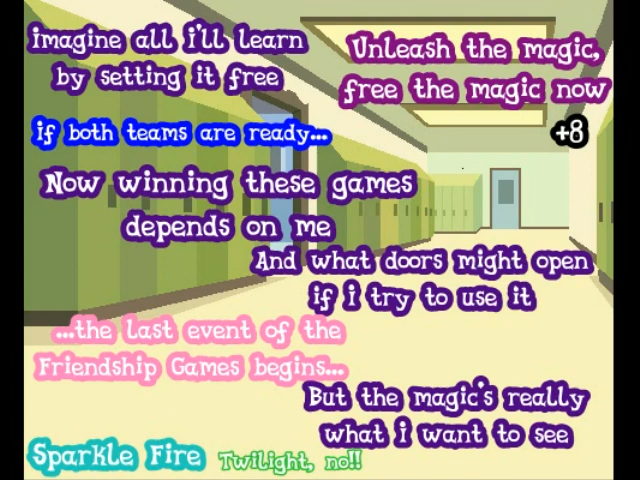 imagine all i'll learn
by setting it free
Unleash the magic,
free the magic now
if both teams are ready...
+8
Now winning these games
depends on me
And what doors might open
if i try to use it
...the last event of the
Friendship Games begins...
But the magic's really
what i want to see
Sparkle Fire
Twilight, no!!